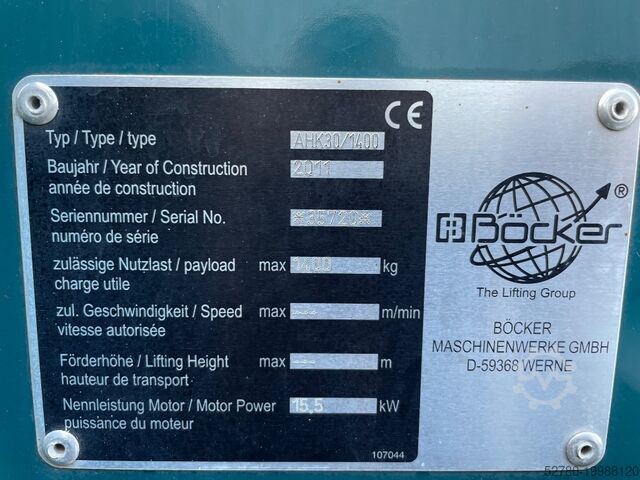 CE
Typ / Type / type AHK30/1400
Baujahr / Year of Construction 2011
année de construction
Seriennummer / Serial No. *35720*
numéro de série
zulässige Nutzlast / payload max 1400 kg
charge utile
zul. Geschwindigkeit / Speed max --- m/min
vitesse autorisée
Förderhöhe / Lifting Height max --- m
hauteur de transport
Nennleistung Motor / Motor Power 15,5 kW
puissance du moteur
107044
Böcker ®
The Lifting Group
BÖCKER
MASCHINENWERKE GMBH
D-59368 WERNE
52780-19988120